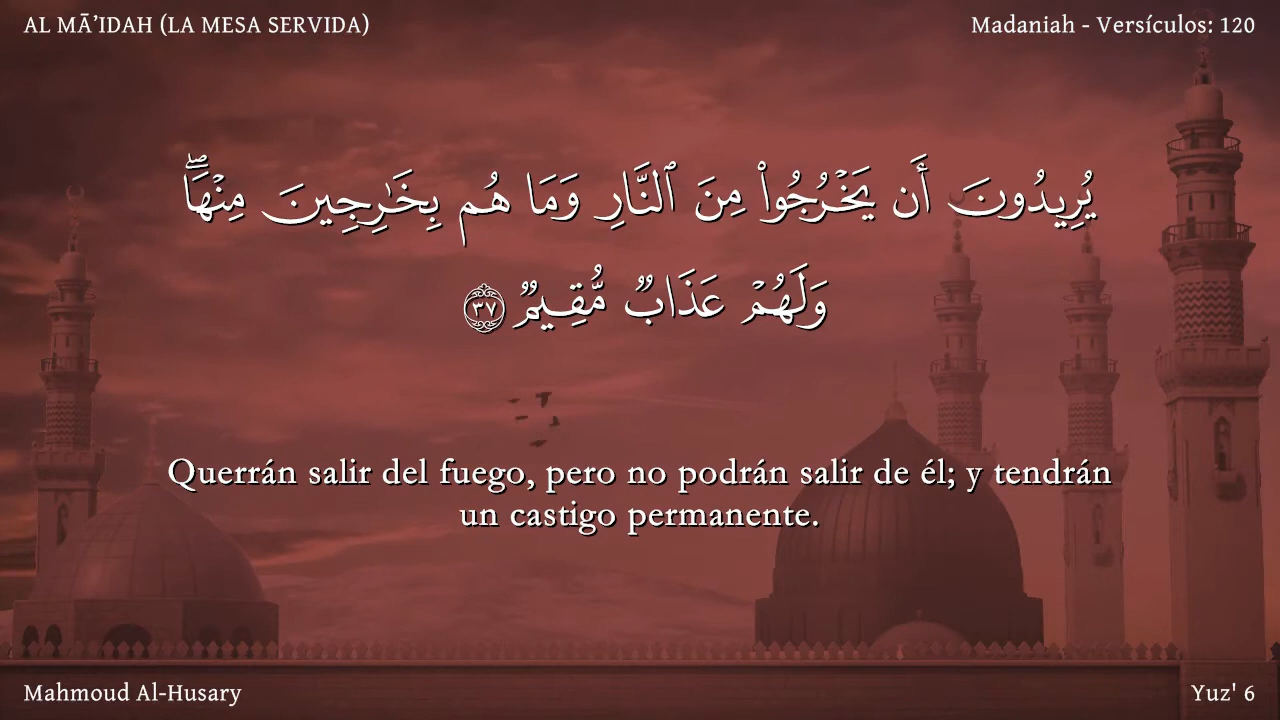 AL MĀ’IDAH (LA MESA SERVIDA)
Madaniah - Versículos: 120
يُرِيدُونَ أَن يَخْرُجُوا۟ مِنَ ٱلنَّارِ وَمَا هُم بِخَـٰرِجِينَ مِنْهَا ۖ
وَلَهُمْ عَذَابٌ مُّقِيمٌ ٣٧
Querrán salir del fuego, pero no podrán salir de él; y tendrán
un castigo permanente.
Mahmoud Al-Husary
Yuz' 6